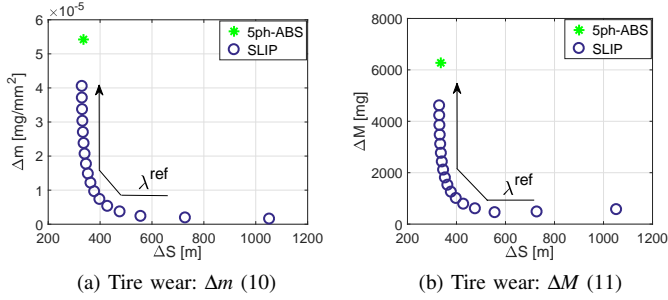 6 ×10⁻⁵
5
4
3
2
1
0
200 400 600 800 1000 1200
Δm [mg/mm²]
ΔS [m]
5ph-ABS
SLIP
λ^ref
(a) Tire wear: Δm (10)
8000
6000
4000
2000
0
200 400 600 800 1000 1200
ΔM [mg]
ΔS [m]
5ph-ABS
SLIP
λ^ref
(b) Tire wear: ΔM (11)